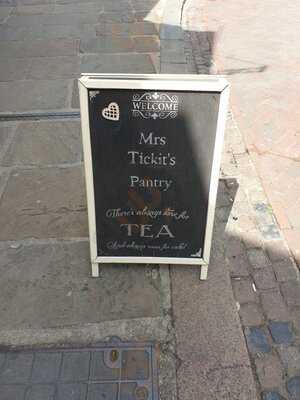 WELCOME
Mrs
Tickit's
Pantry
There's always time for
TEA
And always room for cake!